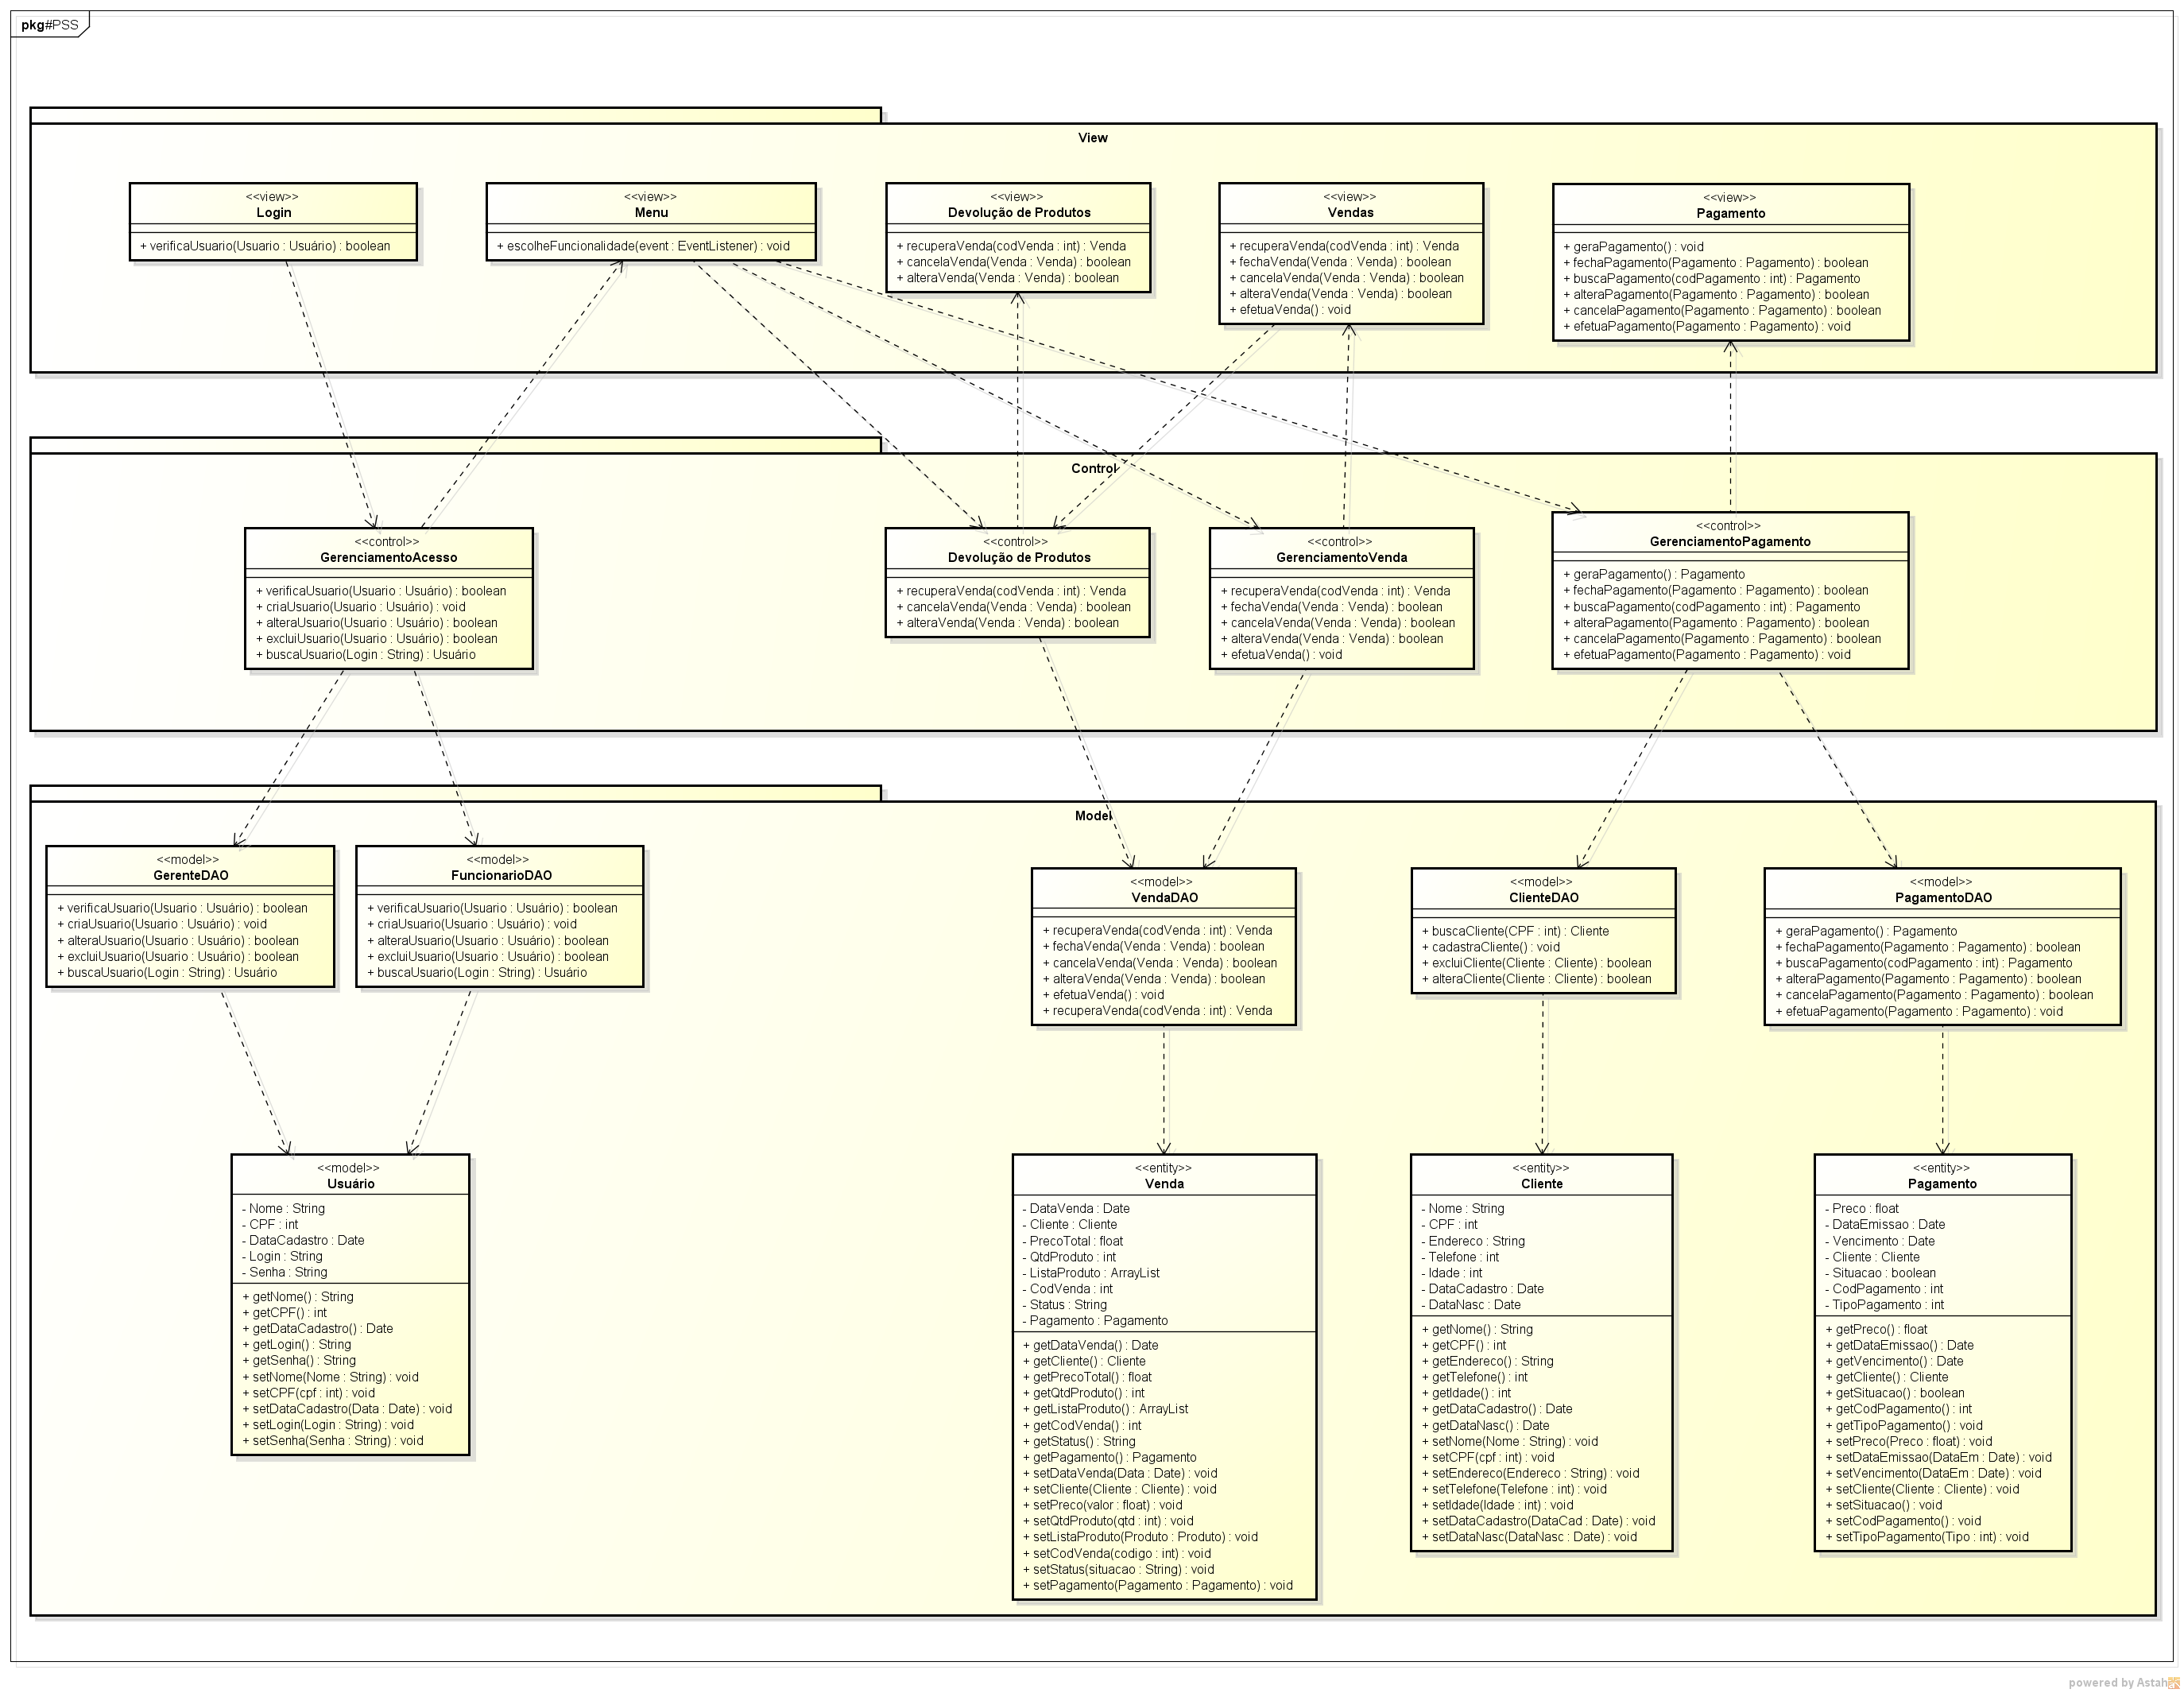 pkg#PSS
View
<<view>>
Login
+ verificaUsuario(Usuario : Usuário) : boolean
<<view>>
Menu
+ escolheFuncionalidade(event : EventListener) : void
<<view>>
Devolução de Produtos
+ recuperaVenda(codVenda : int) : Venda
+ cancelaVenda(Venda : Venda) : boolean
+ alteraVenda(Venda : Venda) : boolean
<<view>>
Vendas
+ recuperaVenda(codVenda : int) : Venda
+ fechaVenda(Venda : Venda) : boolean
+ cancelaVenda(Venda : Venda) : boolean
+ alteraVenda(Venda : Venda) : boolean
+ efetuaVenda() : void
<<view>>
Pagamento
+ geraPagamento() : void
+ fechaPagamento(Pagamento : Pagamento) : boolean
+ buscaPagamento(codPagamento : int) : Pagamento
+ alteraPagamento(Pagamento : Pagamento) : boolean
+ cancelaPagamento(Pagamento : Pagamento) : boolean
+ efetuaPagamento(Pagamento : Pagamento) : void
Control
<<control>>
GerenciamentoAcesso
+ verificaUsuario(Usuario : Usuário) : boolean
+ criaUsuario(Usuario : Usuário) : void
+ alteraUsuario(Usuario : Usuário) : boolean
+ excluiUsuario(Usuario : Usuário) : boolean
+ buscaUsuario(Login : String) : Usuário
<<control>>
Devolução de Produtos
+ recuperaVenda(codVenda : int) : Venda
+ cancelaVenda(Venda : Venda) : boolean
+ alteraVenda(Venda : Venda) : boolean
<<control>>
GerenciamentoVenda
+ recuperaVenda(codVenda : int) : Venda
+ fechaVenda(Venda : Venda) : boolean
+ cancelaVenda(Venda : Venda) : boolean
+ alteraVenda(Venda : Venda) : boolean
+ efetuaVenda() : void
<<control>>
GerenciamentoPagamento
+ geraPagamento() : Pagamento
+ fechaPagamento(Pagamento : Pagamento) : boolean
+ buscaPagamento(codPagamento : int) : Pagamento
+ alteraPagamento(Pagamento : Pagamento) : boolean
+ cancelaPagamento(Pagamento : Pagamento) : boolean
+ efetuaPagamento(Pagamento : Pagamento) : void
Model
<<model>>
GerenteDAO
+ verificaUsuario(Usuario : Usuário) : boolean
+ criaUsuario(Usuario : Usuário) : void
+ alteraUsuario(Usuario : Usuário) : boolean
+ excluiUsuario(Usuario : Usuário) : boolean
+ buscaUsuario(Login : String) : Usuário
<<model>>
FuncionarioDAO
+ verificaUsuario(Usuario : Usuário) : boolean
+ criaUsuario(Usuario : Usuário) : void
+ alteraUsuario(Usuario : Usuário) : boolean
+ excluiUsuario(Usuario : Usuário) : boolean
+ buscaUsuario(Login : String) : Usuário
<<model>>
VendaDAO
+ recuperaVenda(codVenda : int) : Venda
+ fechaVenda(Venda : Venda) : boolean
+ cancelaVenda(Venda : Venda) : boolean
+ alteraVenda(Venda : Venda) : boolean
+ efetuaVenda() : void
+ recuperaVenda(codVenda : int) : Venda
<<model>>
ClienteDAO
+ buscaCliente(CPF : int) : Cliente
+ cadastraCliente() : void
+ excluiCliente(Cliente : Cliente) : boolean
+ alteraCliente(Cliente : Cliente) : boolean
<<model>>
PagamentoDAO
+ geraPagamento() : Pagamento
+ fechaPagamento(Pagamento : Pagamento) : boolean
+ buscaPagamento(codPagamento : int) : Pagamento
+ alteraPagamento(Pagamento : Pagamento) : boolean
+ cancelaPagamento(Pagamento : Pagamento) : boolean
+ efetuaPagamento(Pagamento : Pagamento) : void
<<model>>
Usuário
- Nome : String
- CPF : int
- DataCadastro : Date
- Login : String
- Senha : String
+ getNome() : String
+ getCPF() : int
+ getDataCadastro() : Date
+ getLogin() : String
+ getSenha() : String
+ setNome(Nome : String) : void
+ setCPF(cpf : int) : void
+ setDataCadastro(Data : Date) : void
+ setLogin(Login : String) : void
+ setSenha(Senha : String) : void
<<entity>>
Venda
- DataVenda : Date
- Cliente : Cliente
- PrecoTotal : float
- QtdProduto : int
- ListaProduto : ArrayList
- CodVenda : int
- Status : String
- Pagamento : Pagamento
+ getDataVenda() : Date
+ getCliente() : Cliente
+ getPrecoTotal() : float
+ getQtdProduto() : int
+ getListaProduto() : ArrayList
+ getCodVenda() : int
+ getStatus() : String
+ getPagamento() : Pagamento
+ setDataVenda(Data : Date) : void
+ setCliente(Cliente : Cliente) : void
+ setPreco(valor : float) : void
+ setQtdProduto(qtd : int) : void
+ setListaProduto(Produto : Produto) : void
+ setCodVenda(codigo : int) : void
+ setStatus(situacao : String) : void
+ setPagamento(Pagamento : Pagamento) : void
<<entity>>
Cliente
- Nome : String
- CPF : int
- Endereco : String
- Telefone : int
- Idade : int
- DataCadastro : Date
- DataNasc : Date
+ getNome() : String
+ getCPF() : int
+ getEndereco() : String
+ getTelefone() : int
+ getIdade() : int
+ getDataCadastro() : Date
+ getDataNasc() : Date
+ setNome(Nome : String) : void
+ setCPF(cpf : int) : void
+ setEndereco(Endereco : String) : void
+ setTelefone(Telefone : int) : void
+ setIdade(Idade : int) : void
+ setDataCadastro(DataCad : Date) : void
+ setDataNasc(DataNasc : Date) : void
<<entity>>
Pagamento
- Preco : float
- DataEmissao : Date
- Vencimento : Date
- Cliente : Cliente
- Situacao : boolean
- CodPagamento : int
- TipoPagamento : int
+ getPreco() : float
+ getDataEmissao() : Date
+ getVencimento() : Date
+ getCliente() : Cliente
+ getSituacao() : boolean
+ getCodPagamento() : int
+ getTipoPagamento() : void
+ setPreco(Preco : float) : void
+ setDataEmissao(DataEm : Date) : void
+ setVencimento(DataEm : Date) : void
+ setCliente(Cliente : Cliente) : void
+ setSituacao() : void
+ setCodPagamento() : void
+ setTipoPagamento(Tipo : int) : void
powered by Astah